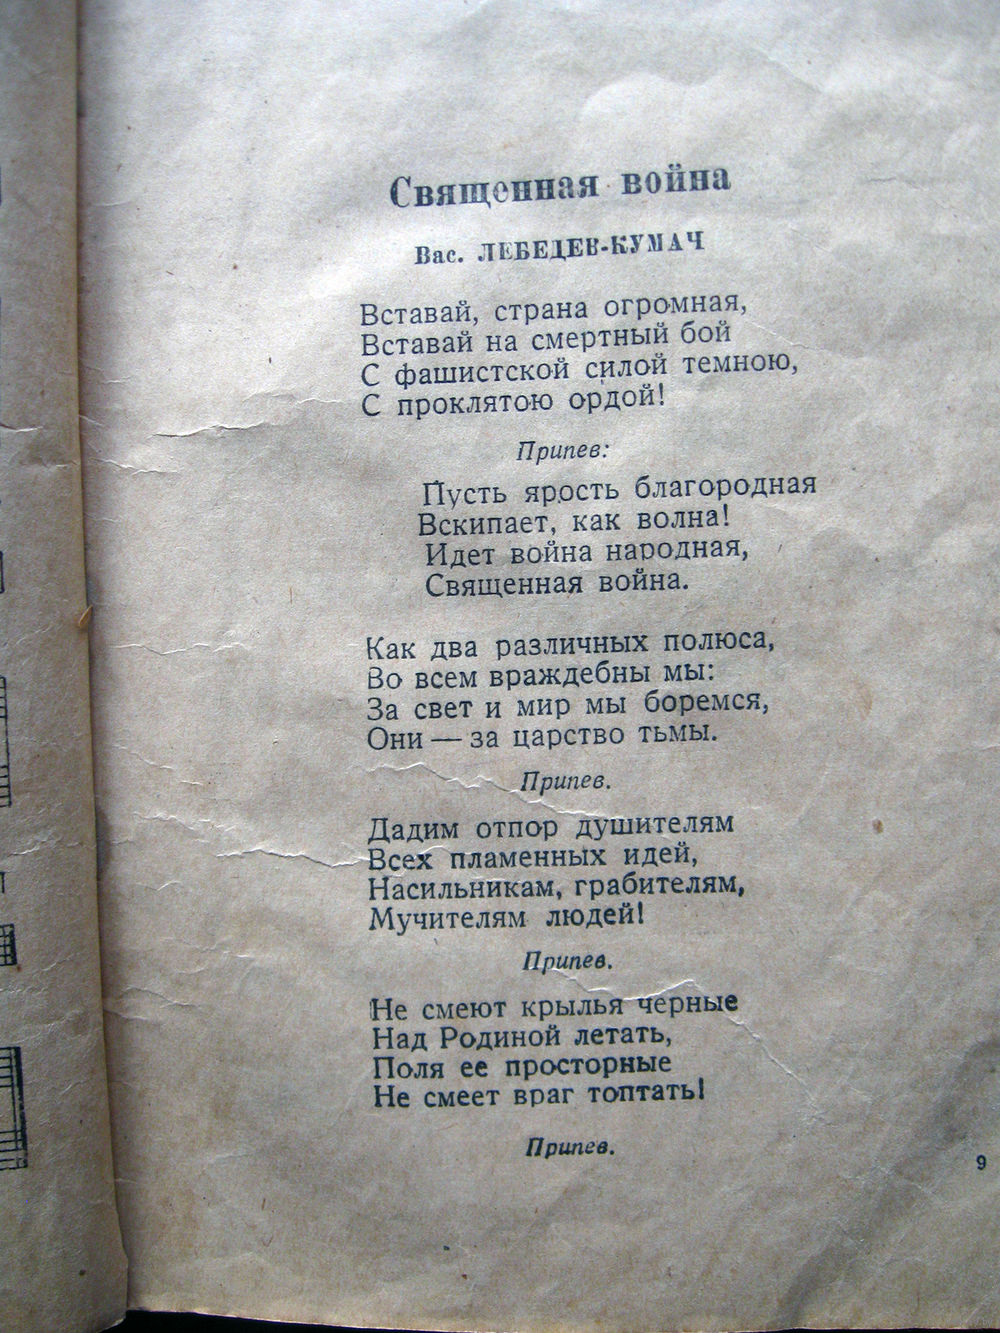 Священная война
Вас. ЛЕБЕДЕВ-КУМАЧ
Вставай, страна огромная,
Вставай на смертный бой
С фашистской силой темною,
С проклятою ордой!
Припев:
Пусть ярость благородная
Вскипает, как волна!
Идет война народная,
Священная война.
Как два различных полюса,
Во всем враждебны мы:
За свет и мир мы боремся,
Они — за царство тьмы.
Припев.
Дадим отпор душителям
Всех пламенных идей,
Насильникам, грабителям,
Мучителям людей!
Припев.
Не смеют крылья черные
Над Родиной летать,
Поля ее просторные
Не смеет враг топтать!
Припев.
9